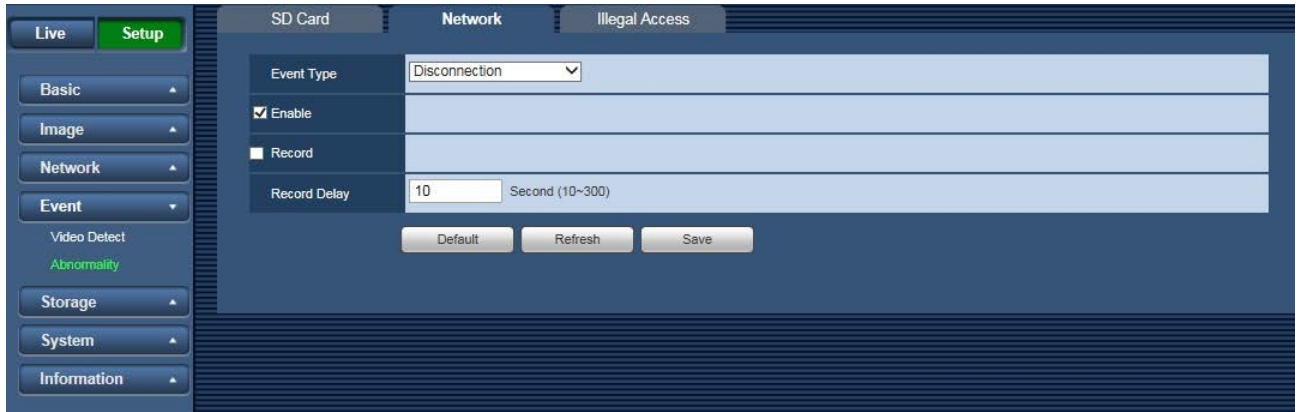 Live Setup
Basic
Image
Network
Event
Video Detect
Abnormality
Storage
System
Information
SD Card Network Illegal Access
Event Type Disconnection
Enable
Record
Record Delay 10 Second (10~300)
Default Refresh Save